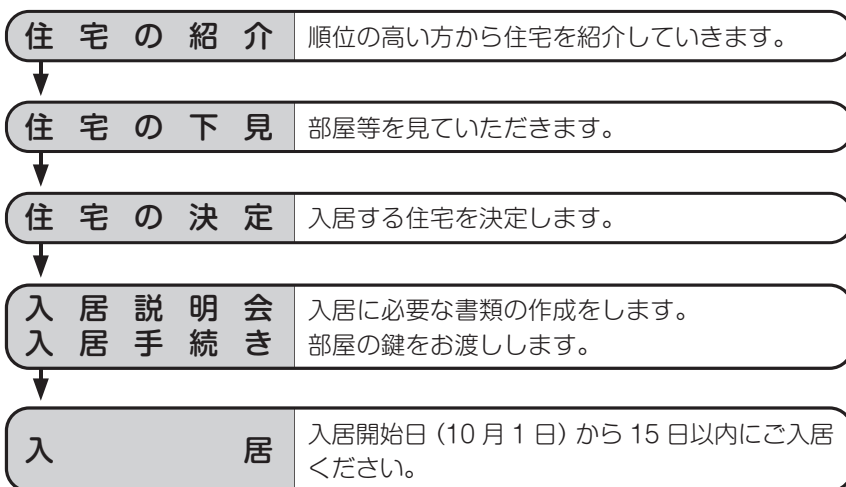 住宅の紹介 順位の高い方から住宅を紹介していきます。
住宅の下見 部屋等を見ていただきます。
住宅の決定 入居する住宅を決定します。
入居説明会 入居に必要な書類の作成をします。
入居手続き 部屋の鍵をお渡しします。
入居 入居開始日(10月1日)から15日以内にご入居
ください。